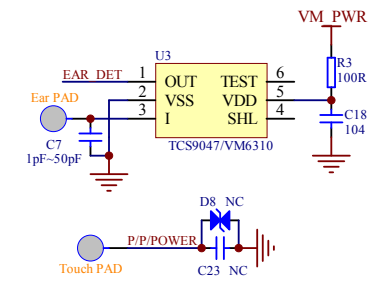 VM_PWR
U3
R3
100R
EAR_DET 1 OUT TEST 6
2 VSS VDD 5
Ear PAD
3 I SHL 4
C18
104
C7
1pF~50pF
TCS9047/VM6310
D8 NC
P/P/POWER
Touch PAD
C23 NC